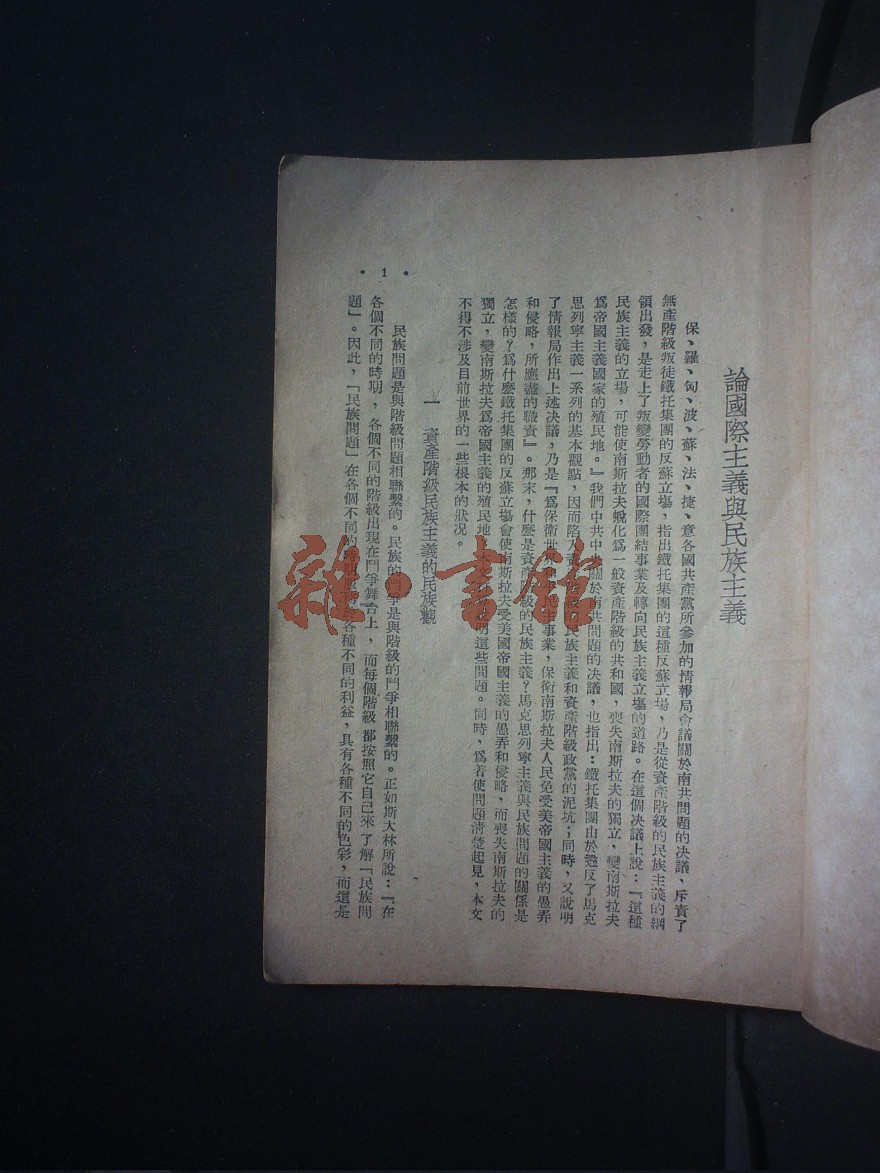 論國際主義與民族主義
保、羅、匈、波、蘇、法、捷、意各國共產黨所參加的情報局會議關於南共問題的決議，斥責了
無產階級叛徒鐵托集團的反蘇立場，指出鐵托集團的這種反蘇立場，乃是從資產階級的民族主義的綱
領出發，是走上了叛變勞動者的國際團結事業及轉向民族主義立場的道路。在這個決議上說：『這種
民族主義的立場，可能使南斯拉夫蛻化爲一般資產階級的共和國，喪失南斯拉夫的獨立，變南斯拉夫
爲帝國主義國家的殖民地。』我們中共中央關於南共問題的決議，也指出：鐵托集團由於違反了馬克
思列寧主義一系列的基本觀點，因而陷入資產階級的民族主義和資產階級政黨的泥坑；同時，又說明
了情報局作出上述決議，乃是『爲保衛世界和平民主事業，保衛南斯拉夫人民免受美帝國主義的愚弄
和侵略，所應盡的職責』。那末，什麽是資產階級的民族主義？馬克思列寧主義與民族問題的關係是
怎樣的？爲什麽鐵托集團的反蘇立場會使南斯拉夫受美國帝國主義的愚弄和侵略，而喪失南斯拉夫的
獨立，變南斯拉夫爲帝國主義的殖民地？明這些問題。同時，爲着使問題清楚起見，本文
不得不涉及目前世界的一些根本的狀況。
一　資產階級民族主義的民族觀
民族問題是與階級問題相聯繫的。民族的鬥爭是與階級的鬥爭相聯繫的。正如斯大林所說：『在
各個不同的時期，各個不同的階級出現在鬥爭舞台上，而每個階級都按照它自己來了解「民族問
題」。因此，「民族問題」在各個不同的各種不同的利益，具有各種不同的色彩，而這是
• 1 •
雜·書館